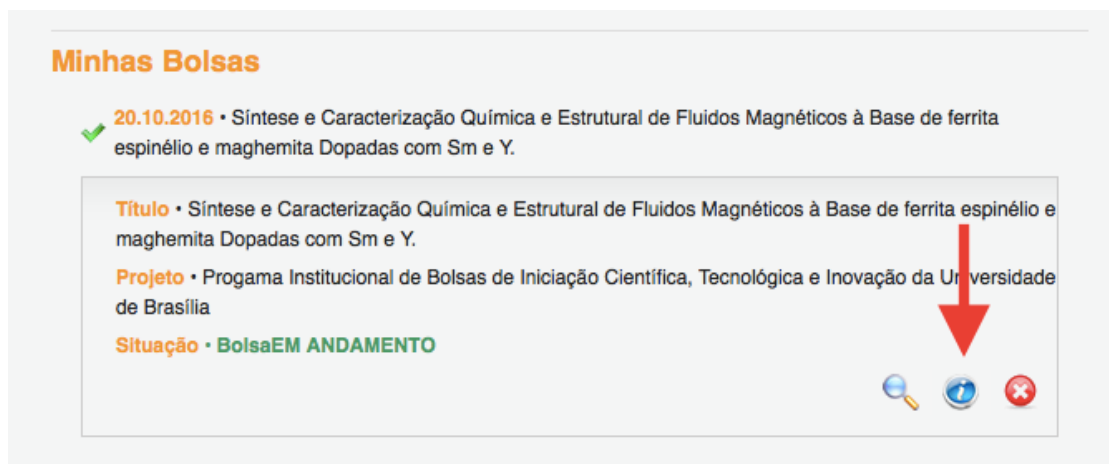 Minhas Bolsas
20.10.2016 • Síntese e Caracterização Química e Estrutural de Fluidos Magnéticos à Base de ferrita
espinélio e maghemita Dopadas com Sm e Y.
Título • Síntese e Caracterização Química e Estrutural de Fluidos Magnéticos à Base de ferrita espinélio e
maghemita Dopadas com Sm e Y.
Projeto • Progama Institucional de Bolsas de Iniciação Científica, Tecnológica e Inovação da Universidade
de Brasília
Situação • BolsaEM ANDAMENTO